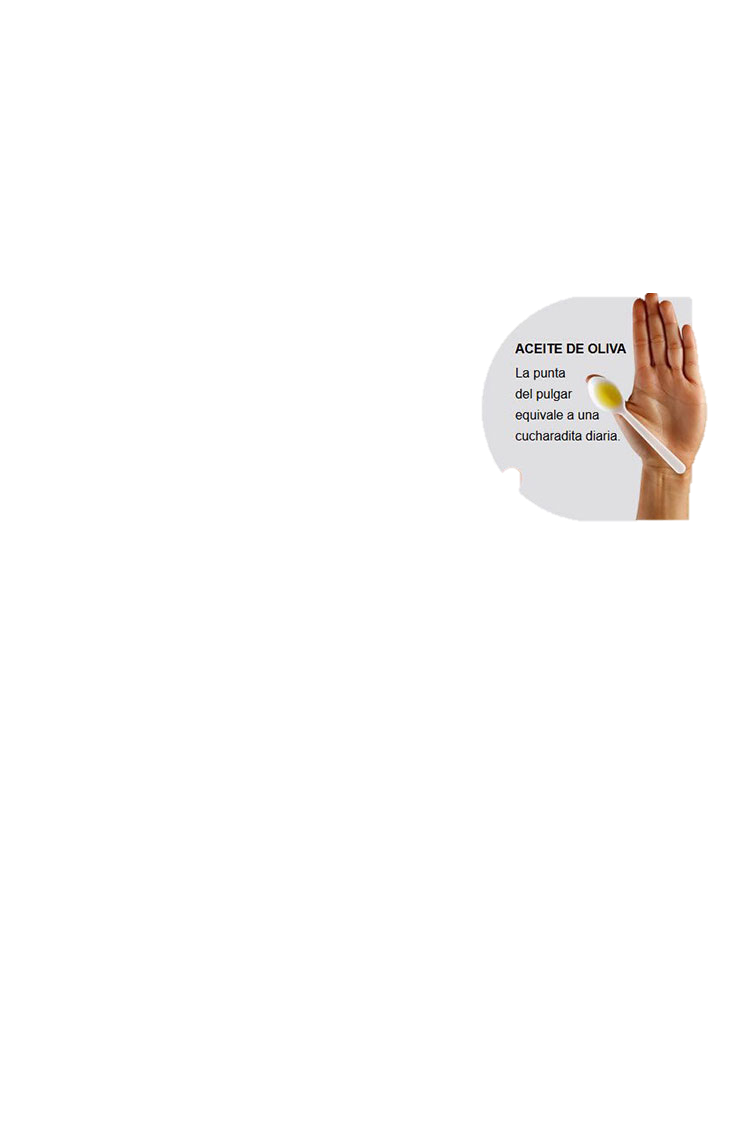 ACEITE DE OLIVA
La punta
del pulgar
equivale a una
cucharadita diaria.